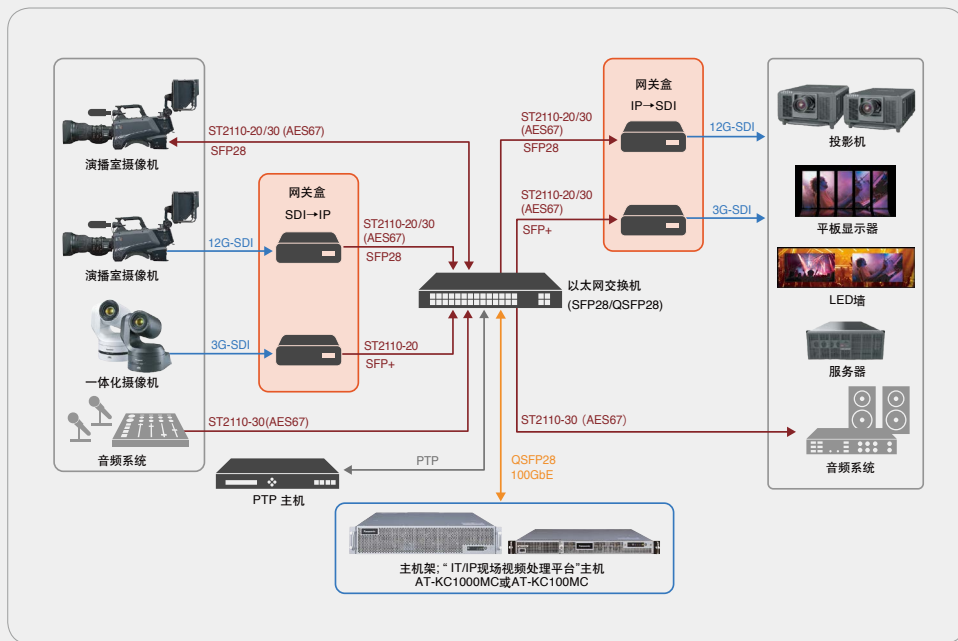 演播室摄像机
演播室摄像机
一体化摄像机
音频系统
ST2110-20/30 (AES67)
SFP28
12G-SDI
3G-SDI
网关盒
SDI→IP
ST2110-20/30
(AES67)
SFP28
ST2110-20
SFP+
ST2110-30(AES67)
PTP
PTP 主机
以太网交换机
(SFP28/QSFP28)
QSFP28
100GbE
ST2110-20/30
(AES67)
SFP28
ST2110-20/30
(AES67)
SFP+
网关盒
IP→SDI
12G-SDI
3G-SDI
ST2110-30（AES67）
投影机
平板显示器
LED墙
服务器
音频系统
主机架;“ IT/IP现场视频处理平台”主机
AT-KC1000MC或AT-KC100MC